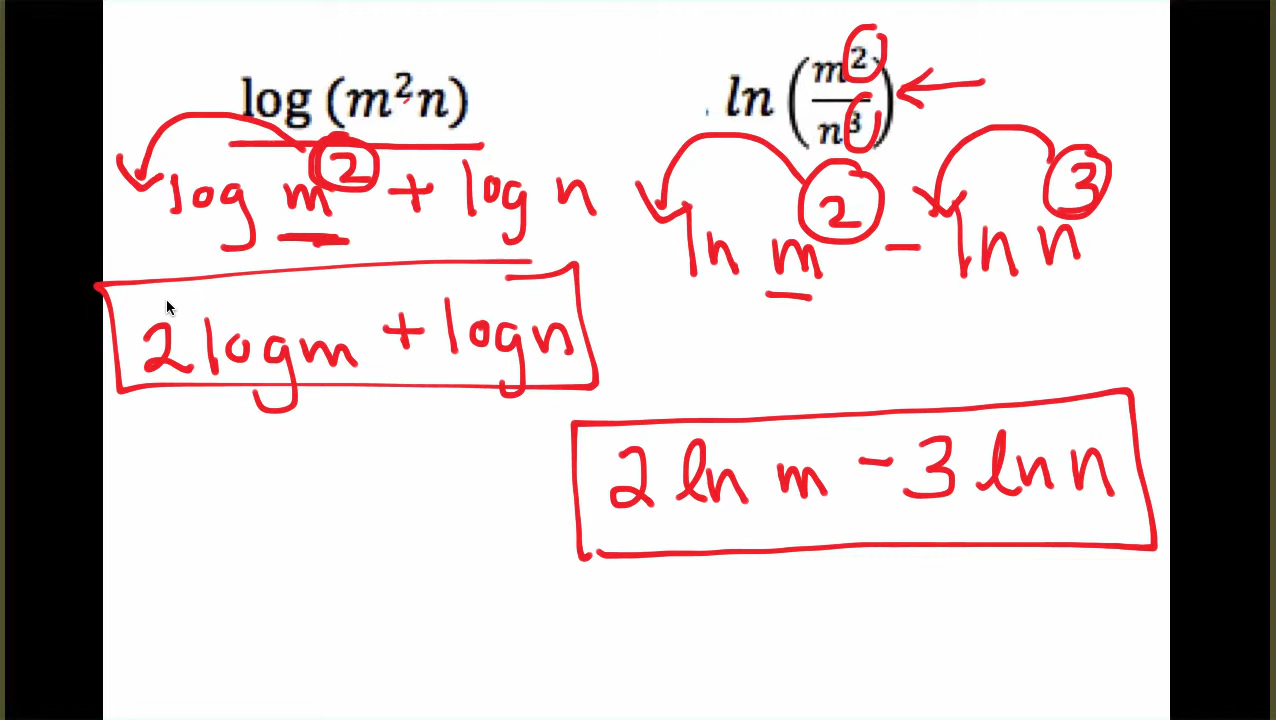 log (m²n)
log m² + log n
2 log m + log n
ln (m²/n³)
ln m² - ln n³
2 ln m - 3 ln n